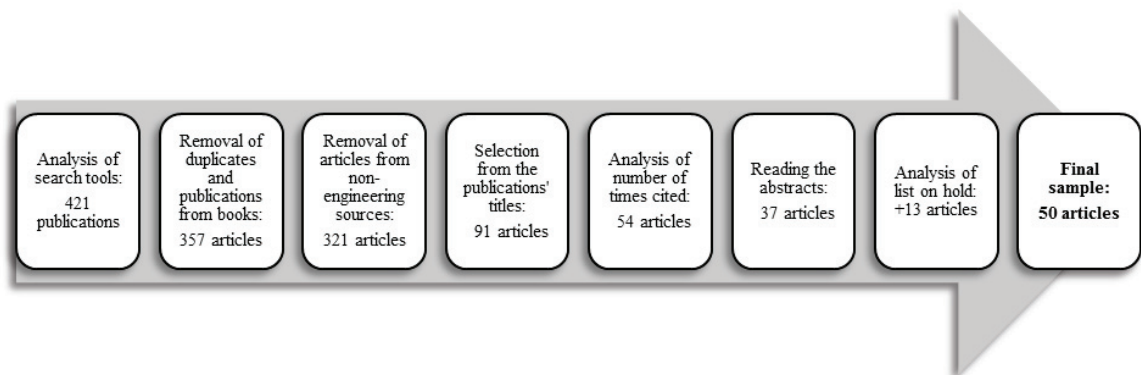 Analysis of
search tools:
421
publications
Removal of
duplicates
and
publications
from books:
357 articles
Removal of
articles from
non-
engineering
sources:
321 articles
Selection
from the
publications'
titles:
91 articles
Analysis of
number of
times cited:
54 articles
Reading the
abstracts:
37 articles
Analysis of
list on hold:
+13 articles
Final
sample:
50 articles